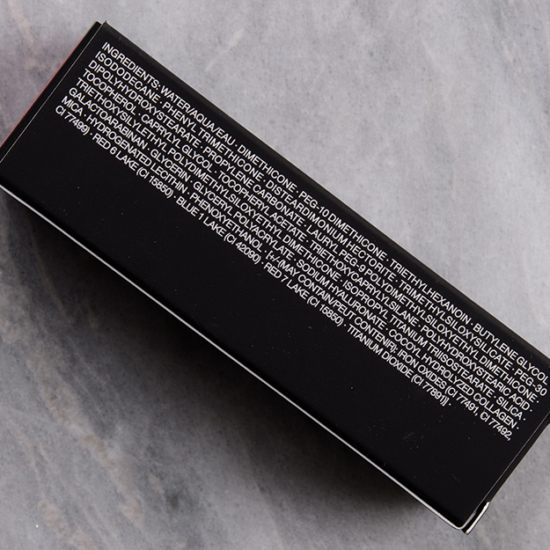 INGREDIENTS: WATER/AQUA/EAU · DIMETHICONE · PEG-10 DIMETHICONE · TRIETHYLHEXANOIN, BUTYLENE GLYCOL
ISODODECANE · PHENYL TRIMETHICONE · DISTEARDIMONIUM HECTORITE · TRIMETHYLSILOXYSILICATE · PEG-30
DIPOLYHYDROXYSTEARATE · PROPYLENE CARBONATE · LAURYL PEG-9 POLYDIMETHYLSILOXYETHYL DIMETHICONE ·
TOCOPHEROL · CAPRYLYL GLYCOL · TOCOPHERYL ACETATE · TRIETHOXYCAPRYLYLSILANE · POLYHYDROXYSTEARIC ACID ·
TRIETHOXYSILYLETHYL POLYDIMETHYLSILOXYETHYL DIMETHICONE · ISOPROPYL TITANIUM TRIISOSTEARATE · SILICA ·
GALACTOARABINAN · GLYCERIN · GLYCERYL POLYACRYLATE · SODIUM HYALURONATE · COCOYL HYDROLYZED COLLAGEN ·
MICA · HYDROGENATED LECITHIN · PHENOXYETHANOL · [+/-(MAY CONTAIN/PEUT CONTENIR) IRON OXIDES (CI 77491, CI 77492,
CI 77499) · RED 6 LAKE (CI 15850) · BLUE 1 LAKE (CI 42090) · RED 7 LAKE (CI 15850) · TITANIUM DIOXIDE (CI 77891)]